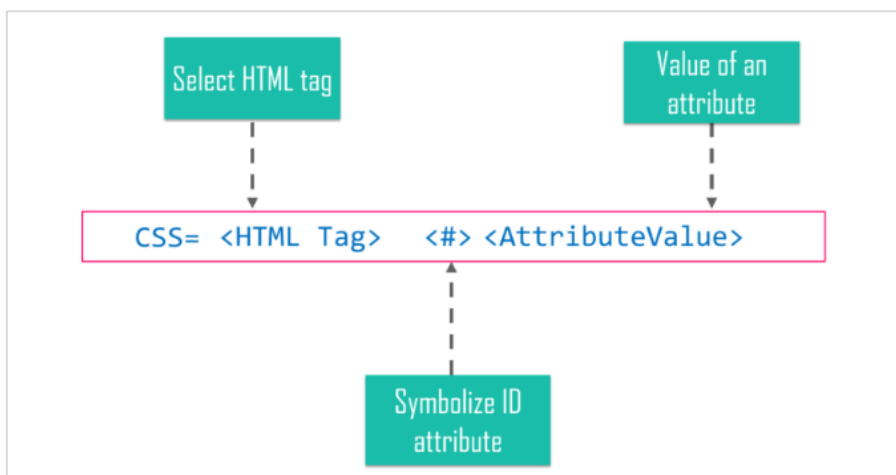 Select HTML tag
Value of an
attribute
CSS= <HTML Tag> <#> <AttributeValue>
Symbolize ID
attribute